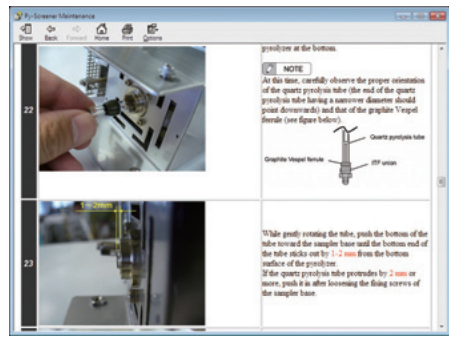 Py-Screener Maintenance
Show Back Forward Home Print Options
pyrolyzer at the bottom.
NOTE
At this time, carefully observe the proper orientation
of the quartz pyrolysis tube (the end of the quartz
pyrolysis tube having a narrower diameter should
point downwards) and that of the graphite Vespel
ferrule (see figure below).
22
Quartz pyrolysis tube
Graphite Vespel ferrule
ITF union
1~2mm
23
While gently rotating the tube, push the bottom of the
tube toward the sampler base until the bottom end of
the tube sticks out by 1-2 mm from the bottom
surface of the pyrolyzer.
If the quartz pyrolysis tube protrudes by 2 mm or
more, push it in after loosening the fixing screws of
the sampler base.